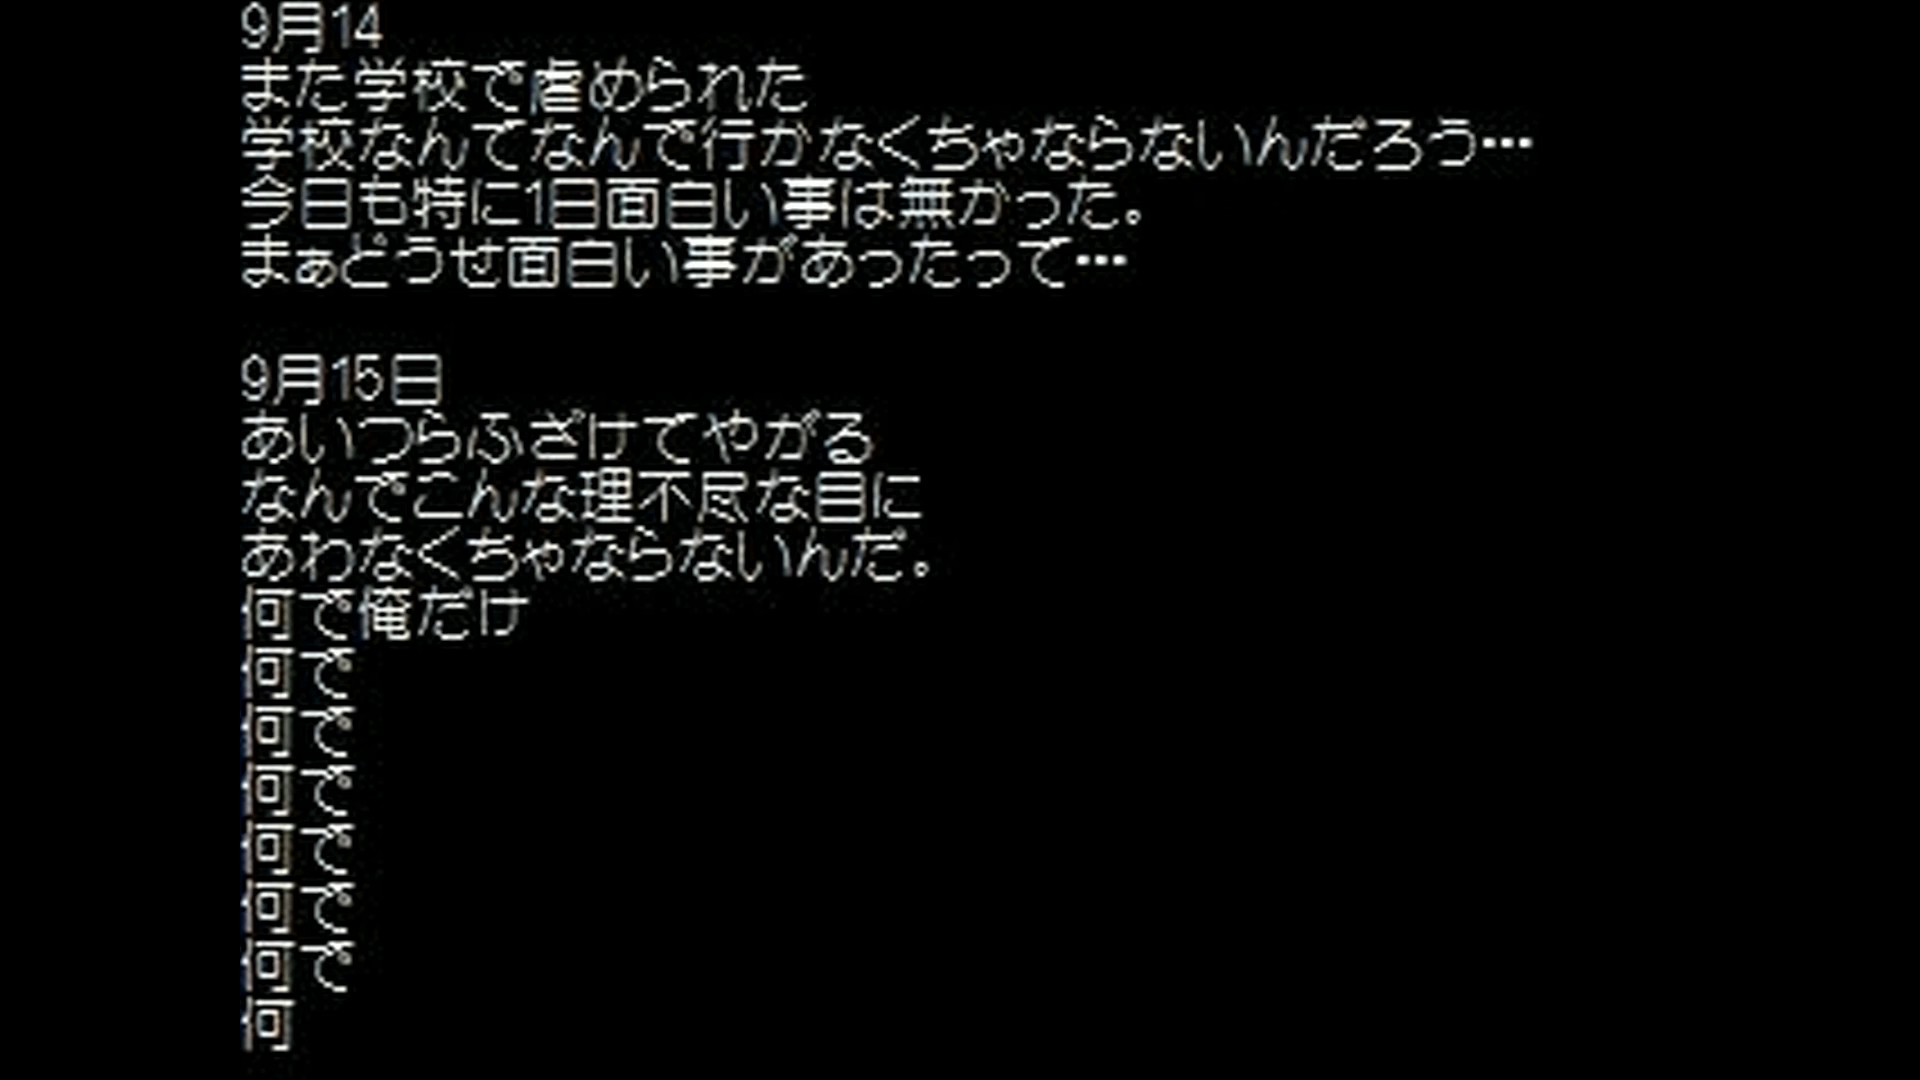 9月14
また学校で虐められた
学校なんてなんで行かなくちゃならないんだろう…
今日も特に1日面白い事は無かった。
まぁどうせ面白い事があったって…
9月15日
あいつらふざけてやがる
なんでこんな理不尽な目に
あわなくちゃならないんだ。
何で俺だけ
何で
何で
何で
何で
何で
何で
何